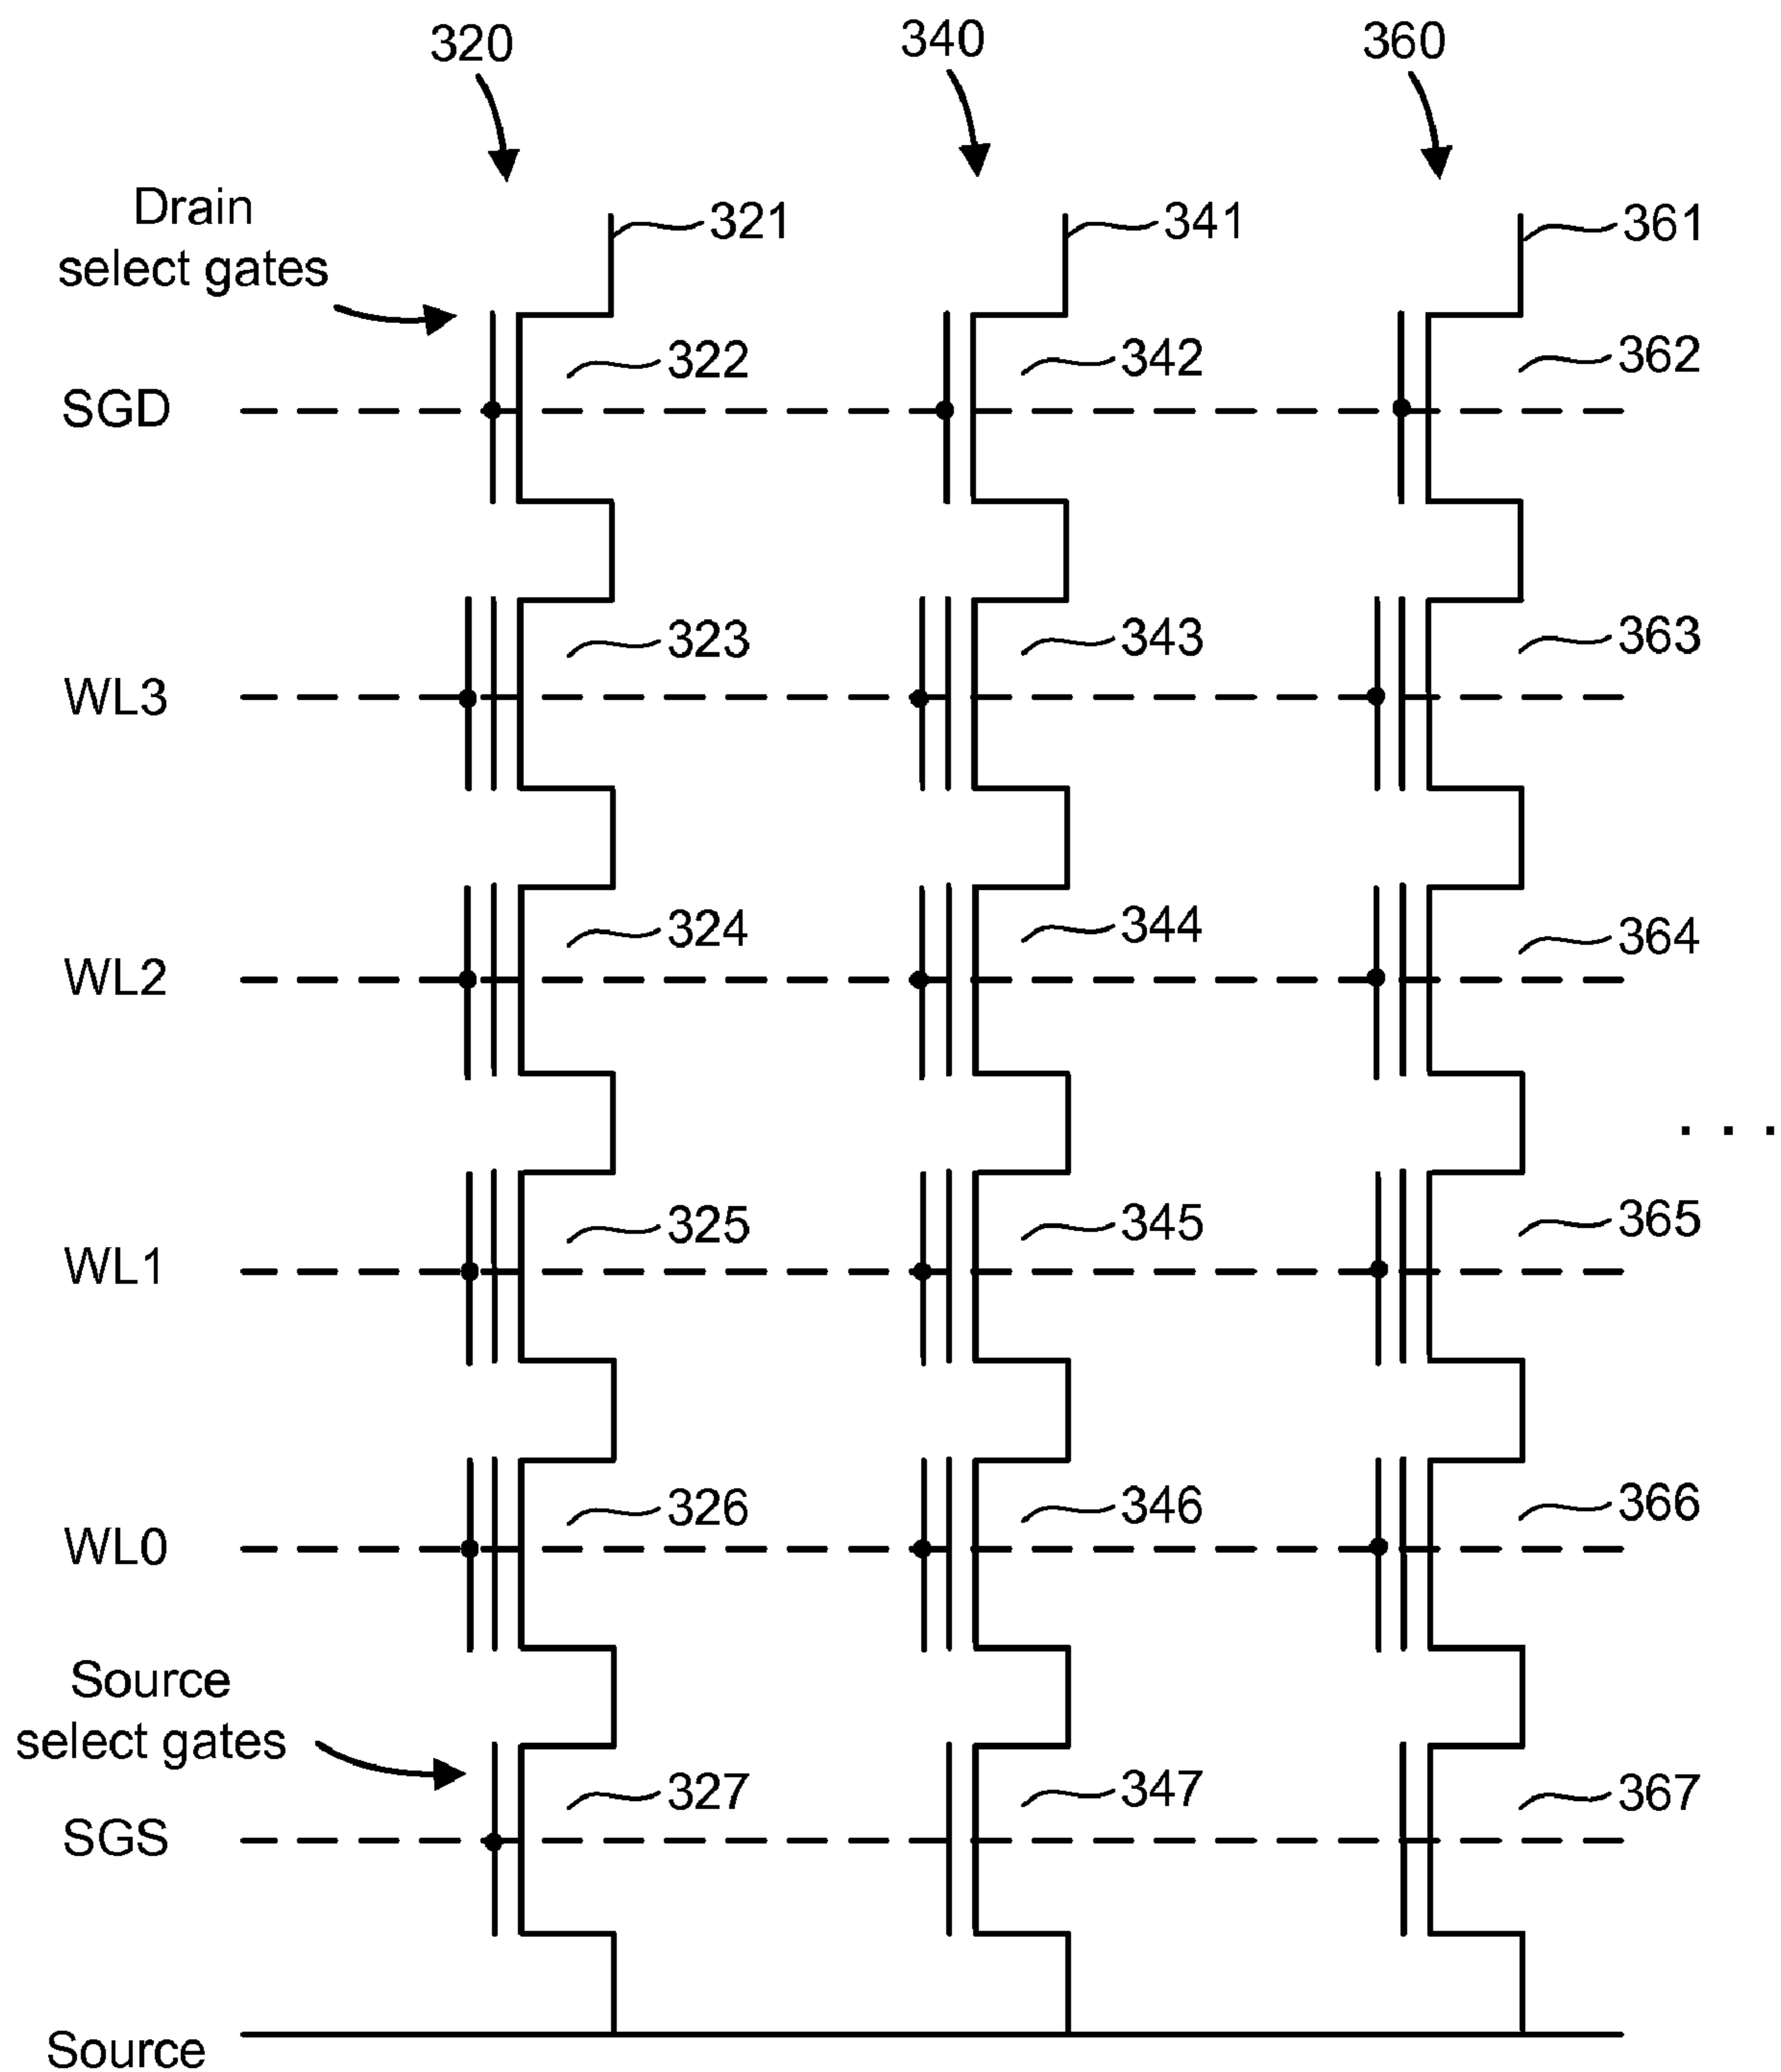 320 340 360
Drain
select gates
321 341 361
322 342 362
SGD
323 343 363
WL3
324 344 364
WL2
. . .
325 345 365
WL1
326 346 366
WL0
Source
select gates
327 347 367
SGS
Source